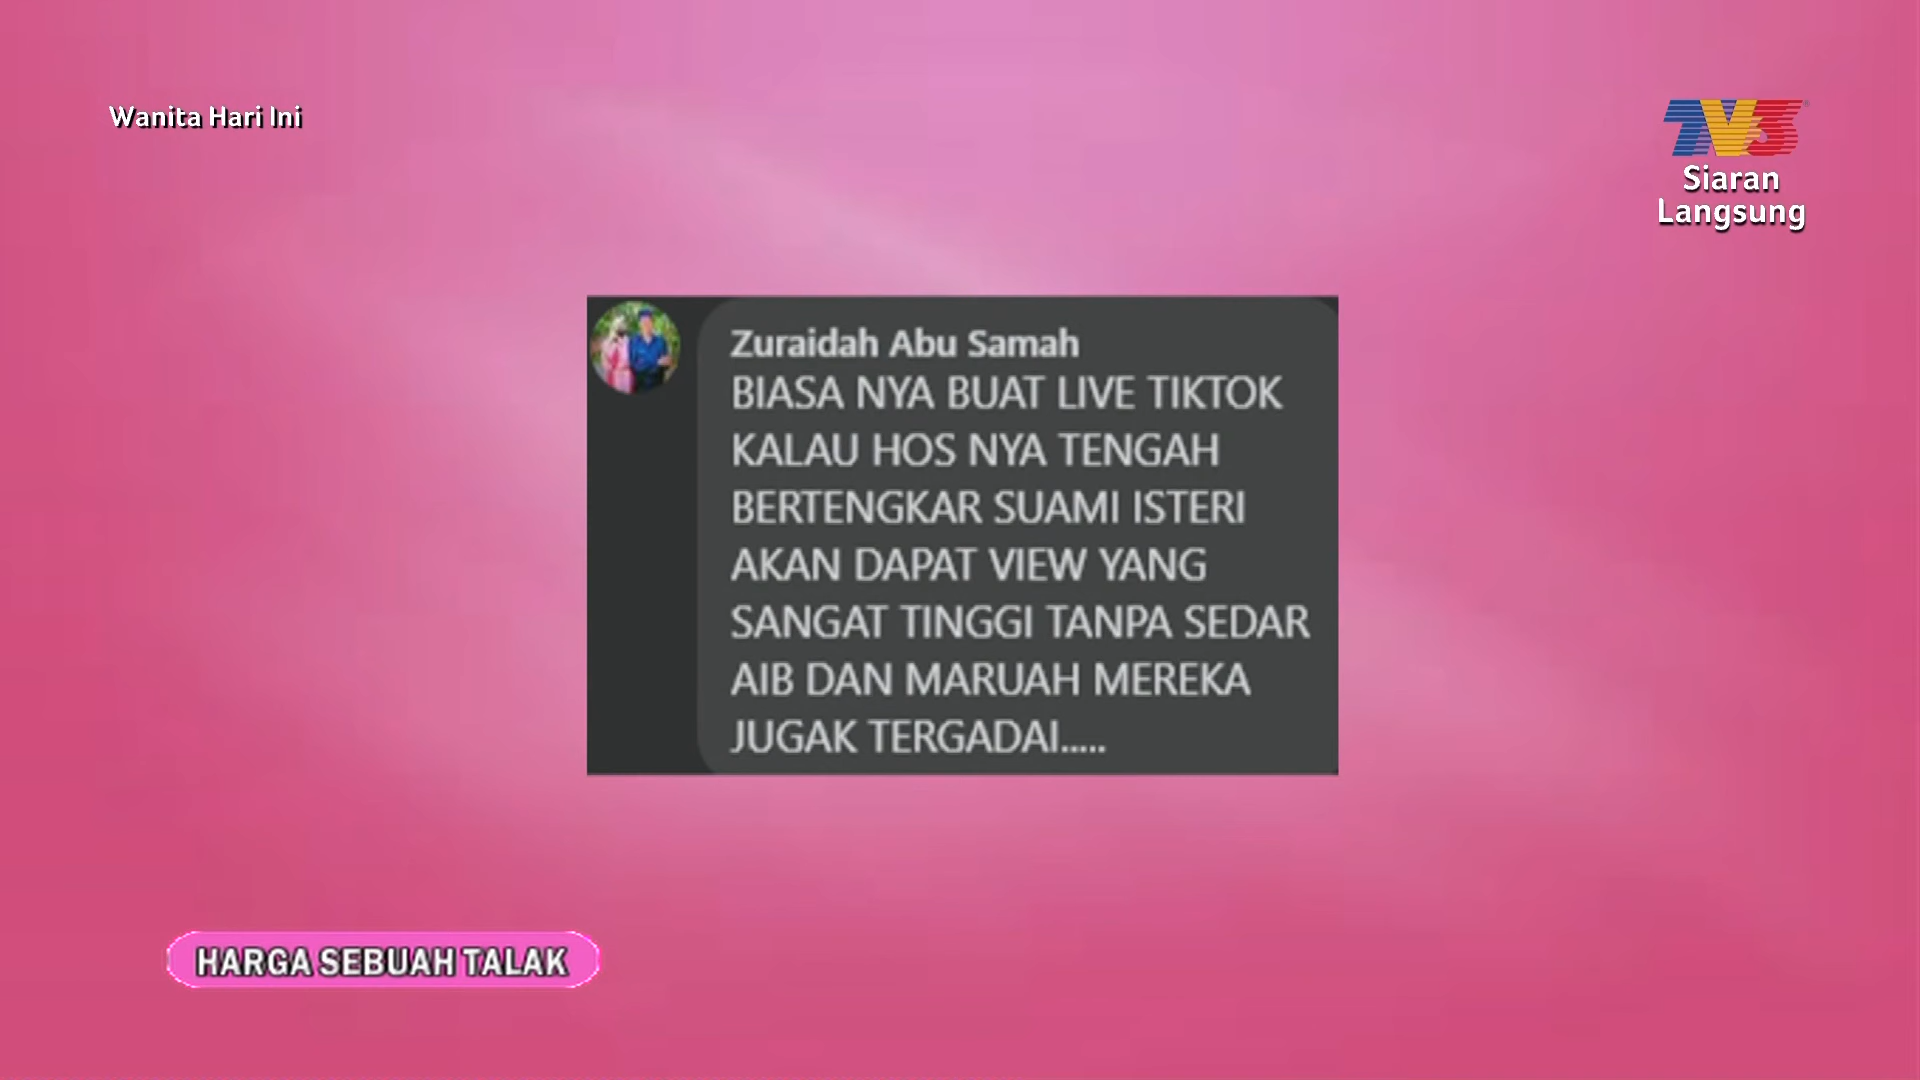 Wanita Hari Ini
TV3
Siaran
Langsung
Zuraidah Abu Samah
BIASA NYA BUAT LIVE TIKTOK
KALAU HOS NYA TENGAH
BERTENGKAR SUAMI ISTERI
AKAN DAPAT VIEW YANG
SANGAT TINGGI TANPA SEDAR
AIB DAN MARUAH MEREKA
JUGAK TERGADAI.....
HARGA SEBUAH TALAK